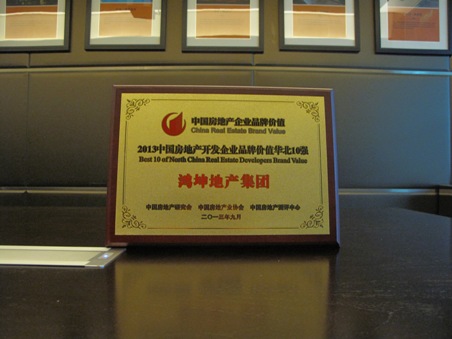 中国房地产企业品牌价值
China Real Estate Brand Value
2013中国房地产开发企业品牌价值华北10强
Best 10 of North China Real Estate Developers Brand Value
鸿坤地产集团
中国房地产研究会 中国房地产业协会 中国房地产测评中心
二〇一三年九月